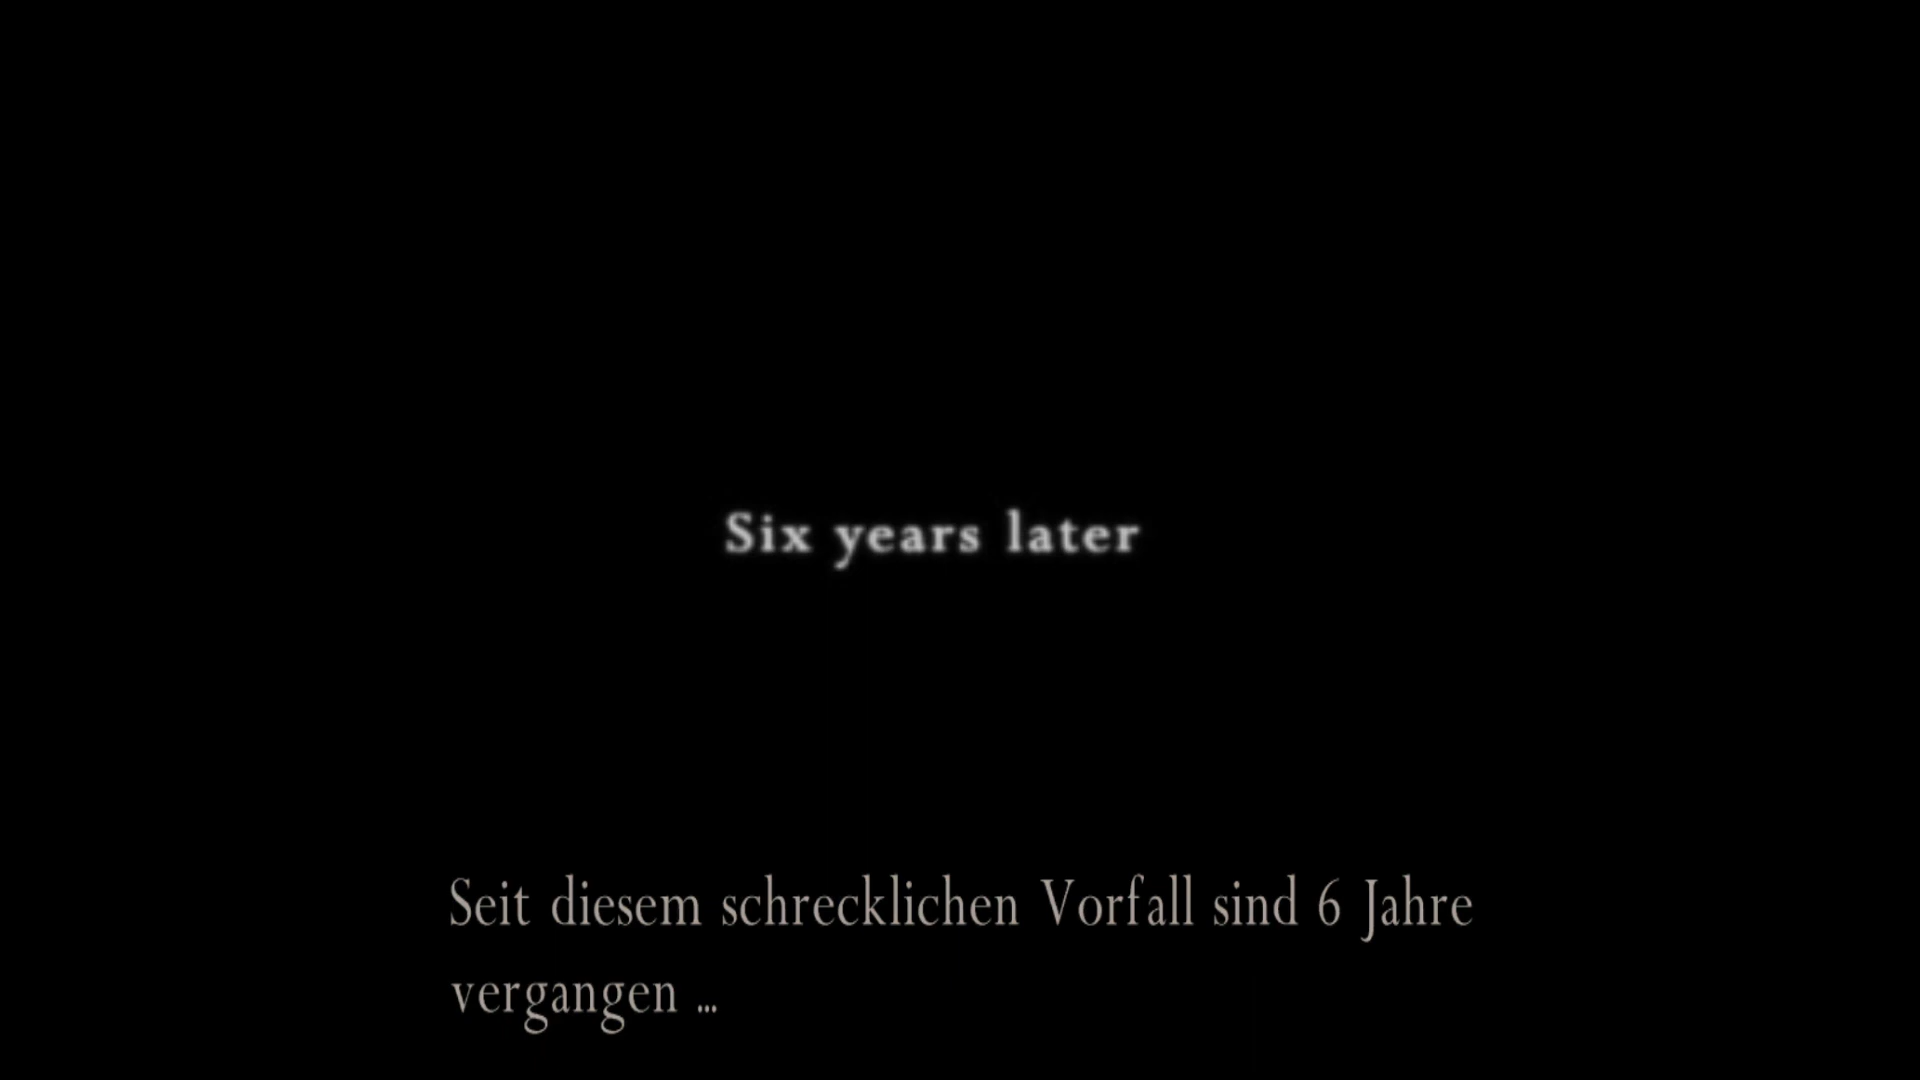 Six years later
Seit diesem schrecklichen Vorfall sind 6 Jahre
vergangen ...